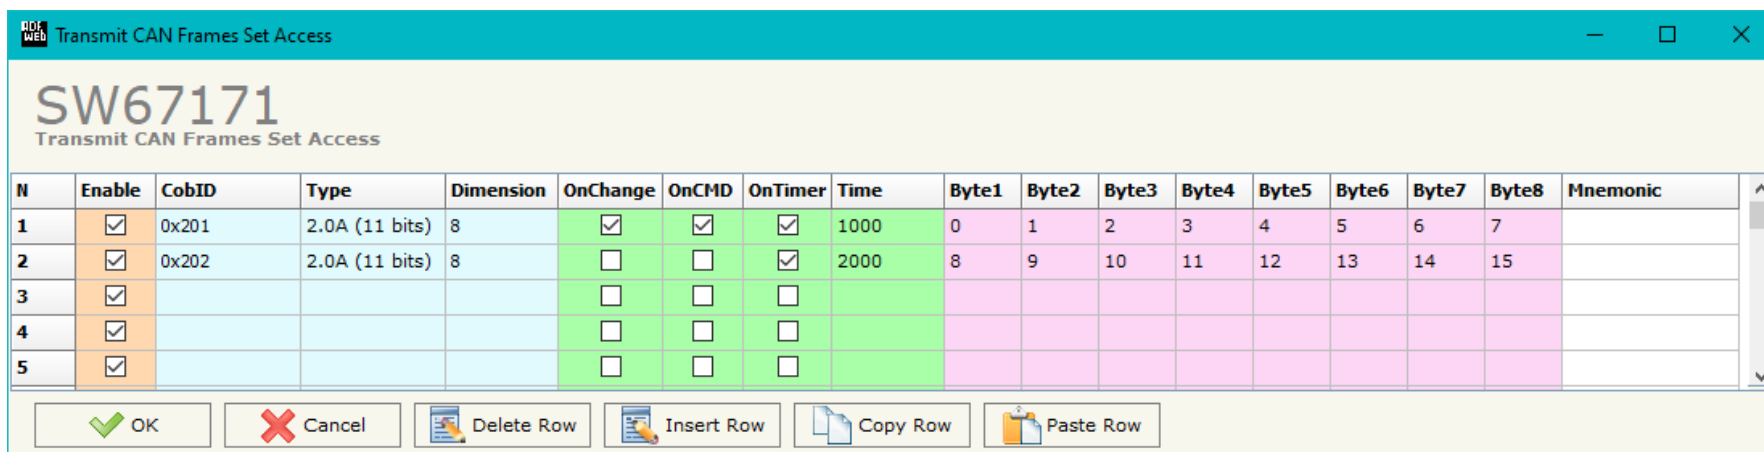 ADF WEB Transmit CAN Frames Set Access
SW67171
Transmit CAN Frames Set Access
N Enable CobID Type Dimension OnChange OnCMD OnTimer Time Byte1 Byte2 Byte3 Byte4 Byte5 Byte6 Byte7 Byte8 Mnemonic
1 0x201 2.0A (11 bits) 8 1000 0 1 2 3 4 5 6 7
2 0x202 2.0A (11 bits) 8 2000 8 9 10 11 12 13 14 15
3
4
5
OK Cancel Delete Row Insert Row Copy Row Paste Row